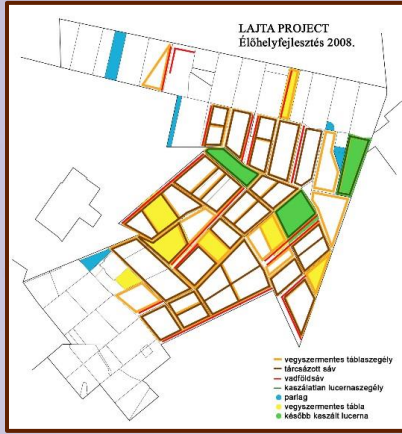 LAJTA PROJECT
Élőhelyfejlesztés 2008.
vegyszermentes táblaszegély
tárcsázott sáv
vadföldsáv
kaszálatlan lucernaszegély
parlag
vegyszermentes tábla
később kaszált lucerna